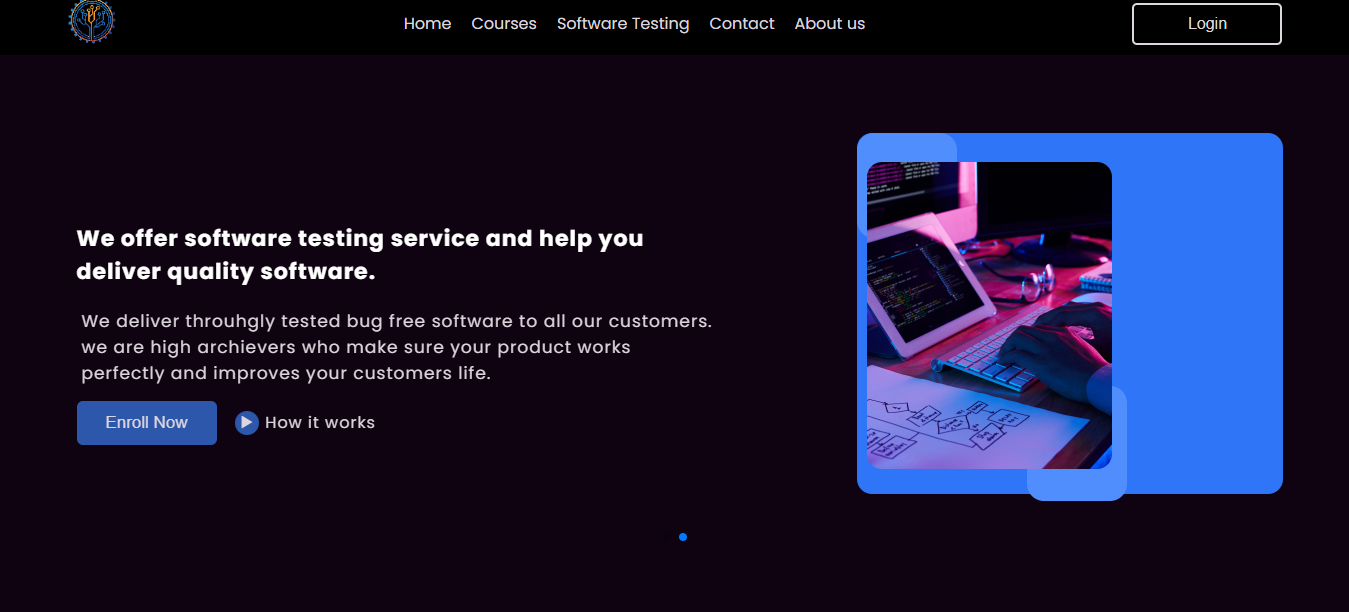 Home Courses Software Testing Contact About us Login
We offer software testing service and help you
deliver quality software.
We deliver throuhgly tested bug free software to all our customers.
we are high archievers who make sure your product works
perfectly and improves your customers life.
Enroll Now How it works